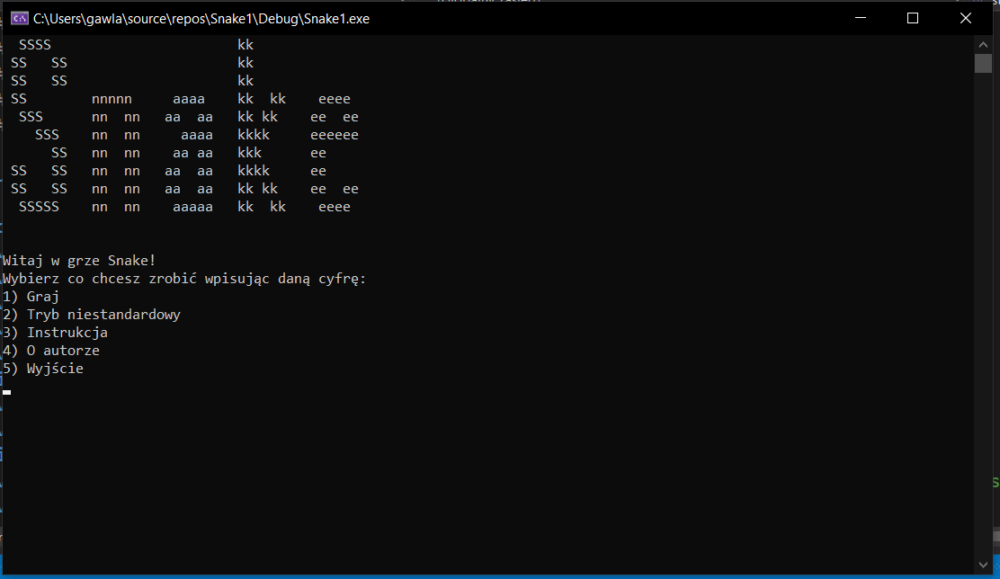 C:\Users\gawla\source\repos\Snake1\Debug\Snake1.exe
  SSSS                       kk
 SS   SS                     kk
 SS   SS                     kk
 SS        nnnnn     aaaa    kk  kk    eeee
  SSS      nn  nn   aa  aa   kk kk    ee  ee
    SSS    nn  nn     aaaa   kkkk     eeeeee
      SS   nn  nn    aa aa   kkk      ee
 SS   SS   nn  nn   aa  aa   kkkk     ee
 SS   SS   nn  nn   aa  aa   kk kk    ee  ee
  SSSSS    nn  nn    aaaaa   kk  kk    eeee
Witaj w grze Snake!
Wybierz co chcesz zrobić wpisując daną cyfrę:
1) Graj
2) Tryb niestandardowy
3) Instrukcja
4) O autorze
5) Wyjście